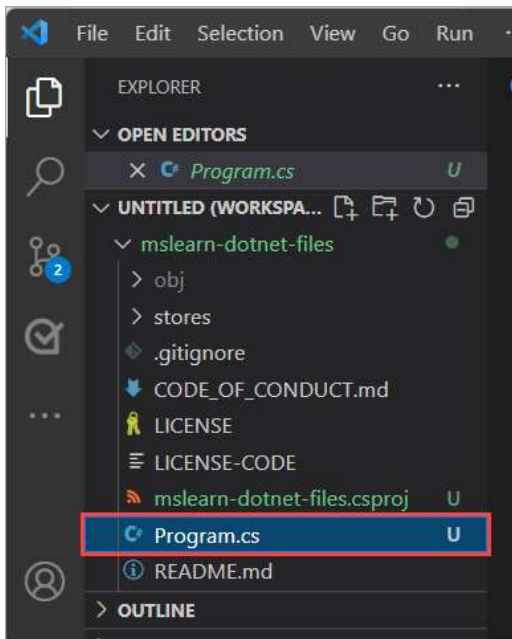 File Edit Selection View Go Run
EXPLORER
OPEN EDITORS
Program.cs U
UNTITLED (WORKSPA...
mslearn-dotnet-files
obj
stores
.gitignore
CODE_OF_CONDUCT.md
LICENSE
LICENSE-CODE
mslearn-dotnet-files.csproj U
Program.cs U
README.md
OUTLINE
2